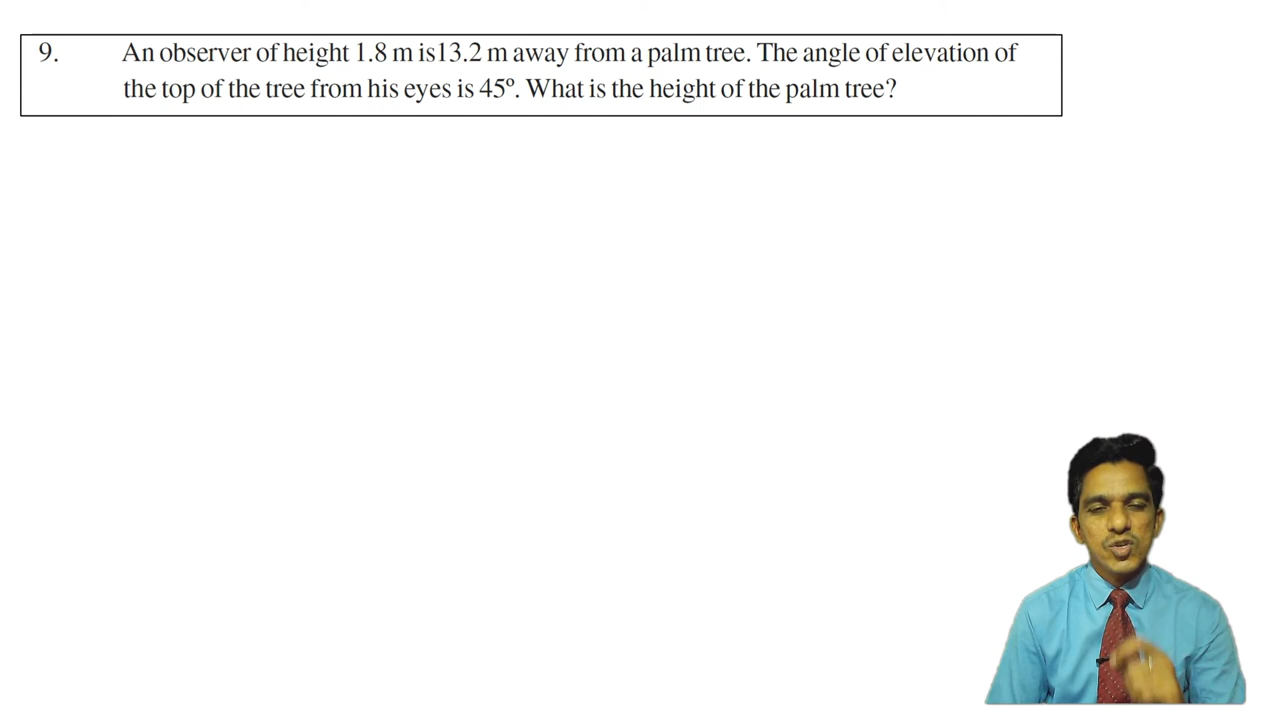 9. An observer of height 1.8 m is13.2 m away from a palm tree. The angle of elevation of
the top of the tree from his eyes is 45º. What is the height of the palm tree?